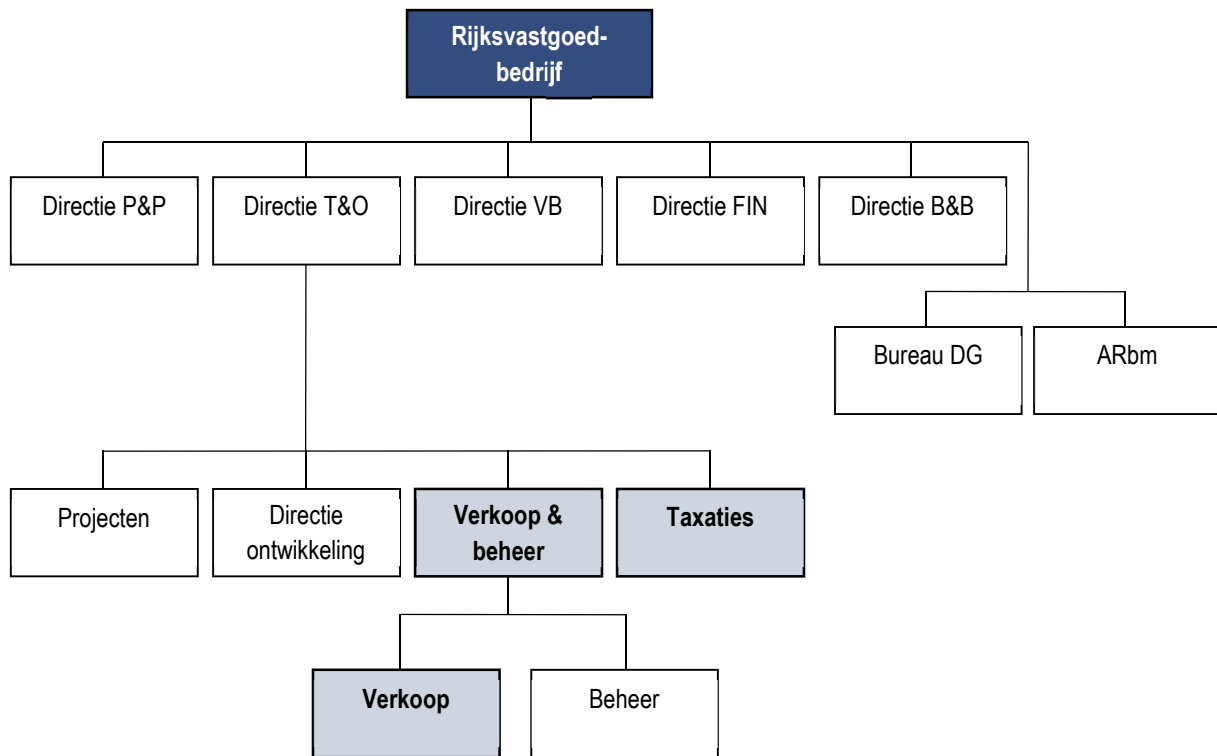 Rijksvastgoed-
bedrijf
Directie P&P
Directie T&O
Directie VB
Directie FIN
Directie B&B
Bureau DG
ARbm
Projecten
Directie
ontwikkeling
Verkoop &
beheer
Taxaties
Verkoop
Beheer